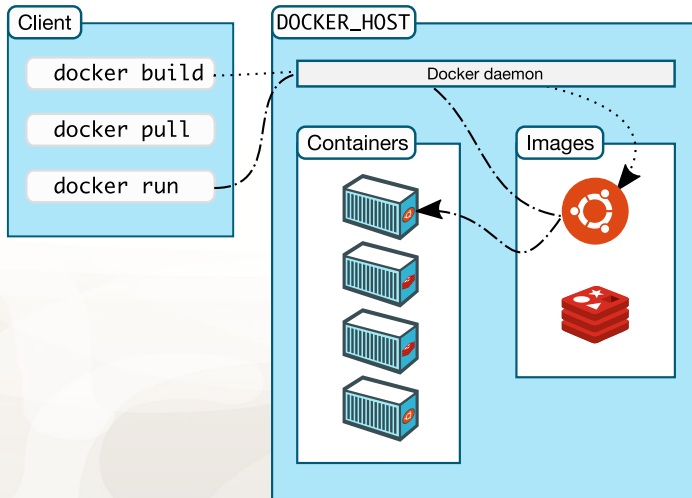 Client
docker build
docker pull
docker run
DOCKER_HOST
Docker daemon
Containers
Images